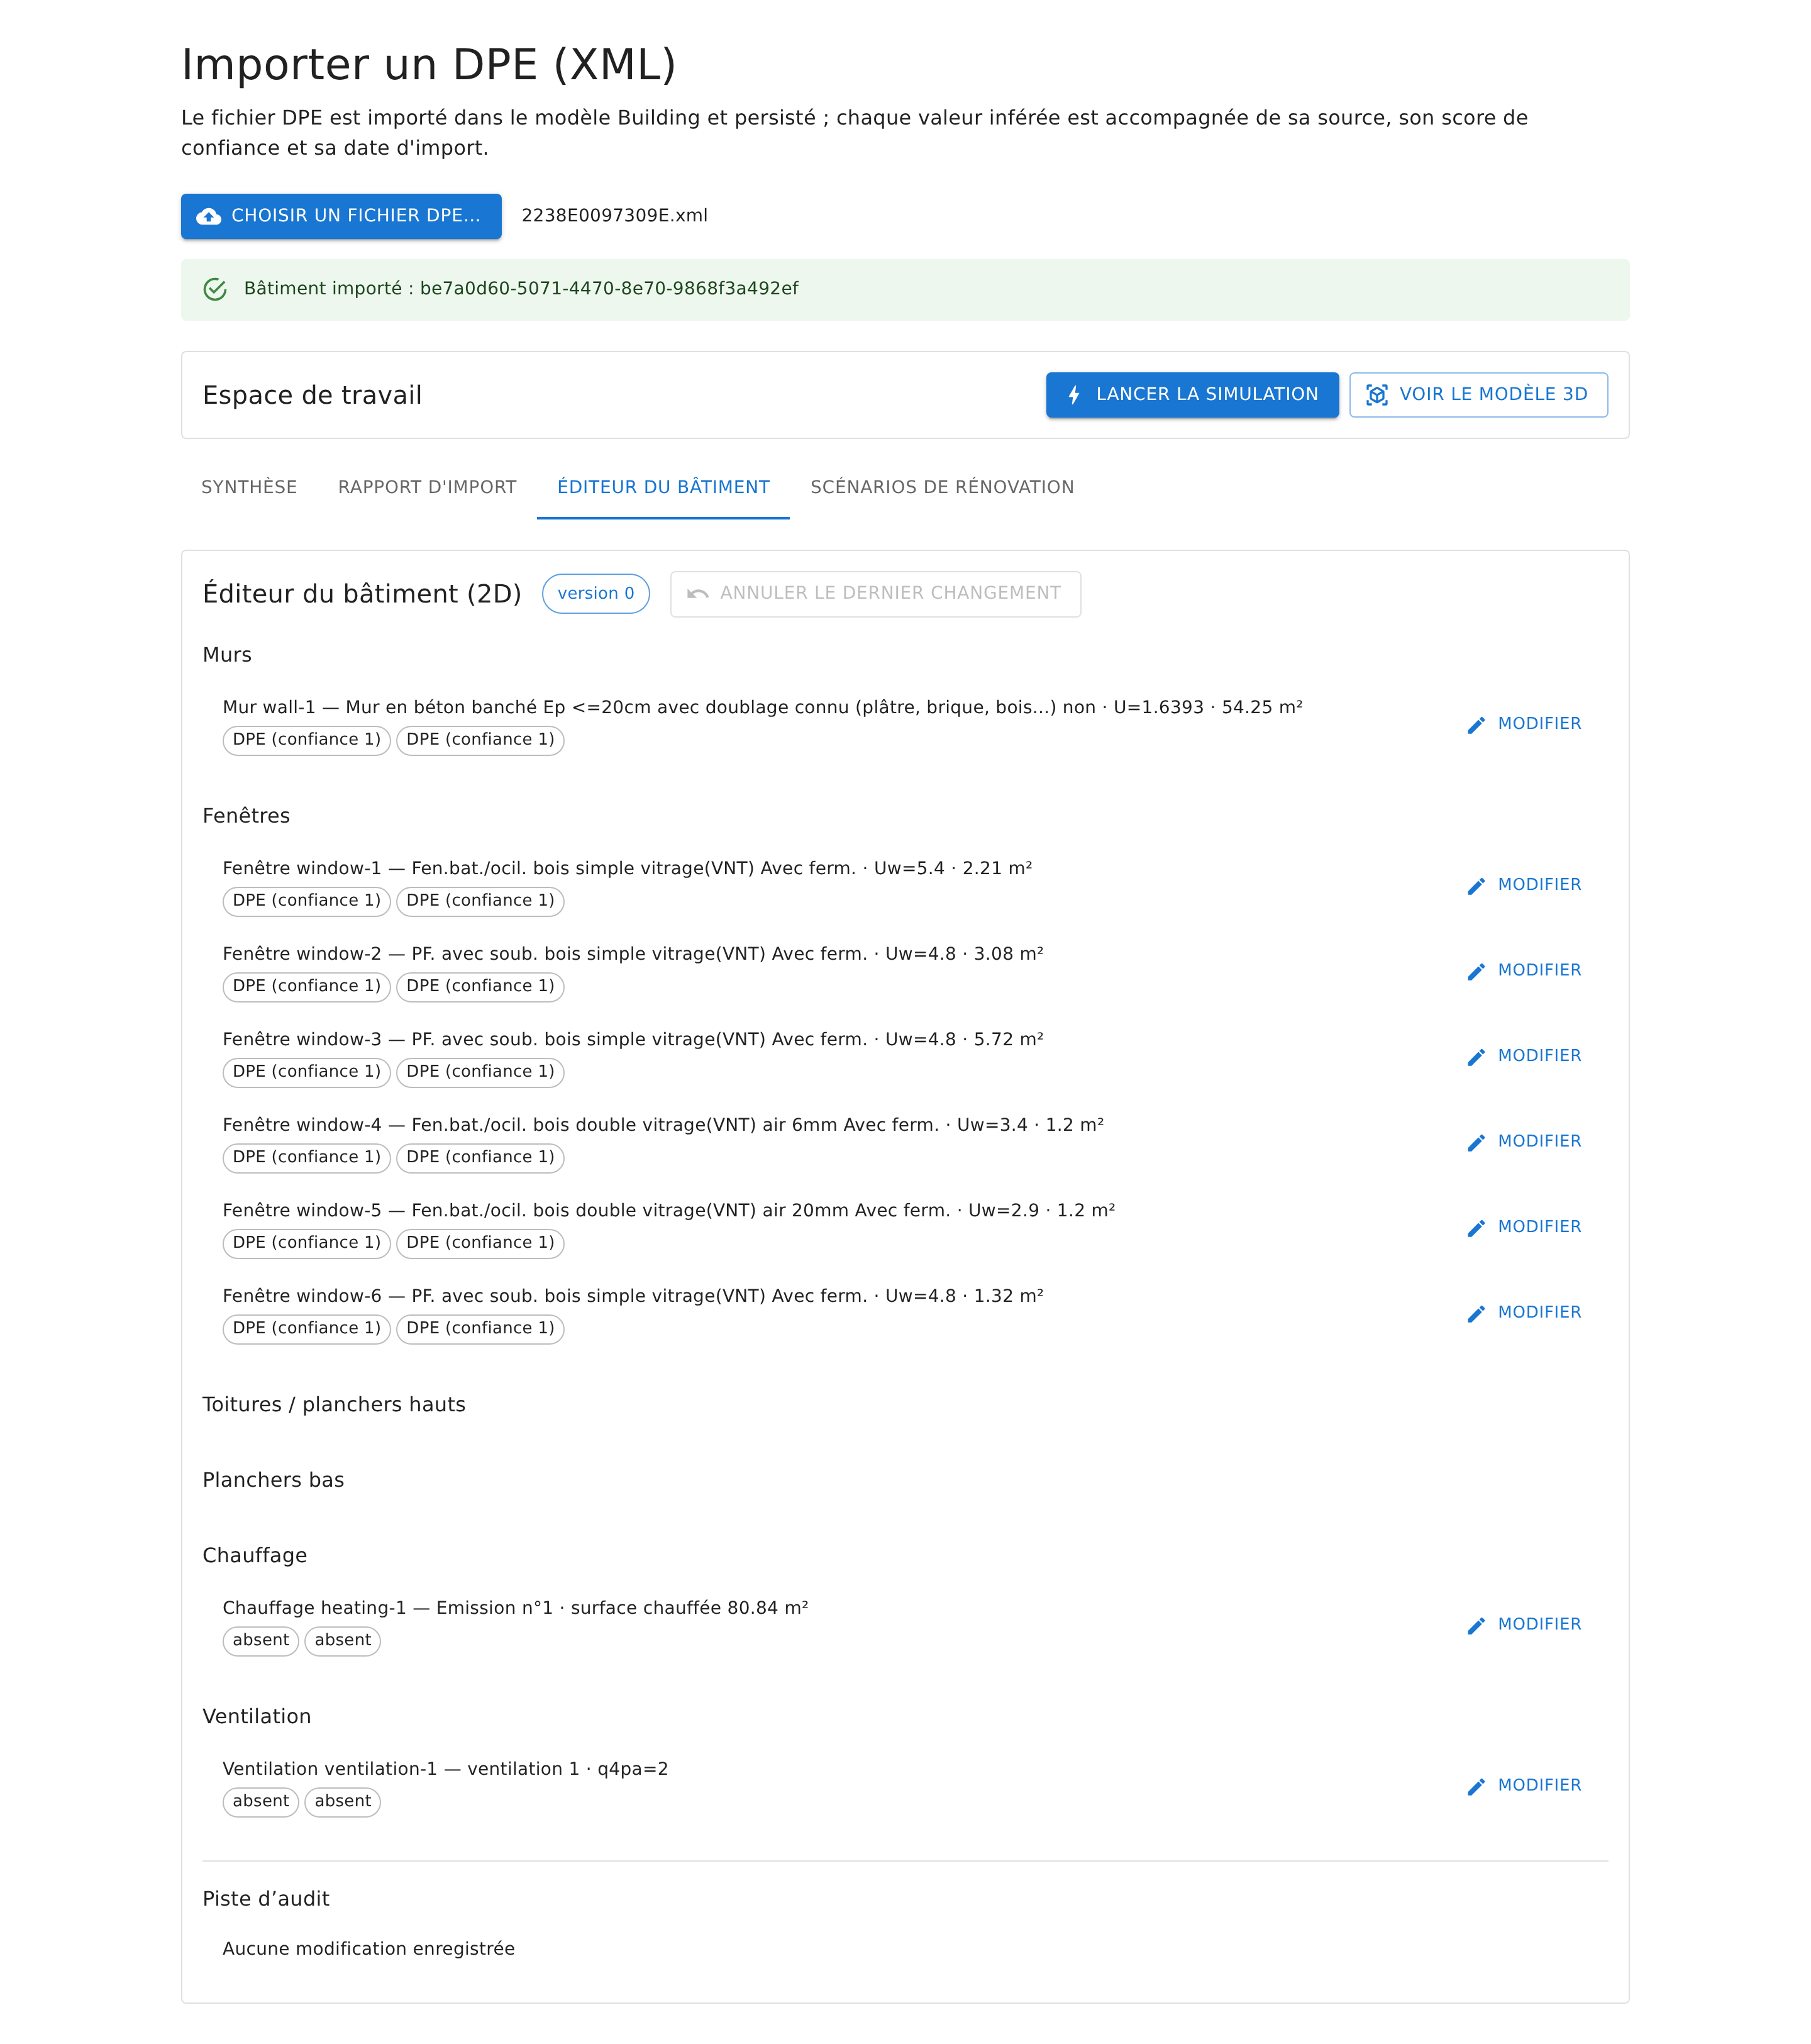 Importer un DPE (XML)
Le fichier DPE est importé dans le modèle Building et persisté ; chaque valeur inférée est accompagnée de sa source, son score de
confiance et sa date d'import.
CHOISIR UN FICHIER DPE...
2238E0097309E.xml
Bâtiment importé : be7a0d60-5071-4470-8e70-9868f3a492ef
Espace de travail
LANCER LA SIMULATION
VOIR LE MODÈLE 3D
SYNTHÈSE
RAPPORT D'IMPORT
ÉDITEUR DU BÂTIMENT
SCÉNARIOS DE RÉNOVATION
Éditeur du bâtiment (2D)
version 0
ANNULER LE DERNIER CHANGEMENT
Murs
Mur wall-1 — Mur en béton banché Ep <=20cm avec doublage connu (plâtre, brique, bois...) non · U=1.6393 · 54.25 m²
DPE (confiance 1) DPE (confiance 1)
MODIFIER
Fenêtres
Fenêtre window-1 — Fen.bat./ocil. bois simple vitrage(VNT) Avec ferm. · Uw=5.4 · 2.21 m²
DPE (confiance 1) DPE (confiance 1)
MODIFIER
Fenêtre window-2 — PF. avec soub. bois simple vitrage(VNT) Avec ferm. · Uw=4.8 · 3.08 m²
DPE (confiance 1) DPE (confiance 1)
MODIFIER
Fenêtre window-3 — PF. avec soub. bois simple vitrage(VNT) Avec ferm. · Uw=4.8 · 5.72 m²
DPE (confiance 1) DPE (confiance 1)
MODIFIER
Fenêtre window-4 — Fen.bat./ocil. bois double vitrage(VNT) air 6mm Avec ferm. · Uw=3.4 · 1.2 m²
DPE (confiance 1) DPE (confiance 1)
MODIFIER
Fenêtre window-5 — Fen.bat./ocil. bois double vitrage(VNT) air 20mm Avec ferm. · Uw=2.9 · 1.2 m²
DPE (confiance 1) DPE (confiance 1)
MODIFIER
Fenêtre window-6 — PF. avec soub. bois simple vitrage(VNT) Avec ferm. · Uw=4.8 · 1.32 m²
DPE (confiance 1) DPE (confiance 1)
MODIFIER
Toitures / planchers hauts
Planchers bas
Chauffage
Chauffage heating-1 — Emission n°1 · surface chauffée 80.84 m²
absent absent
MODIFIER
Ventilation
Ventilation ventilation-1 — ventilation 1 · q4pa=2
absent absent
MODIFIER
Piste d’audit
Aucune modification enregistrée